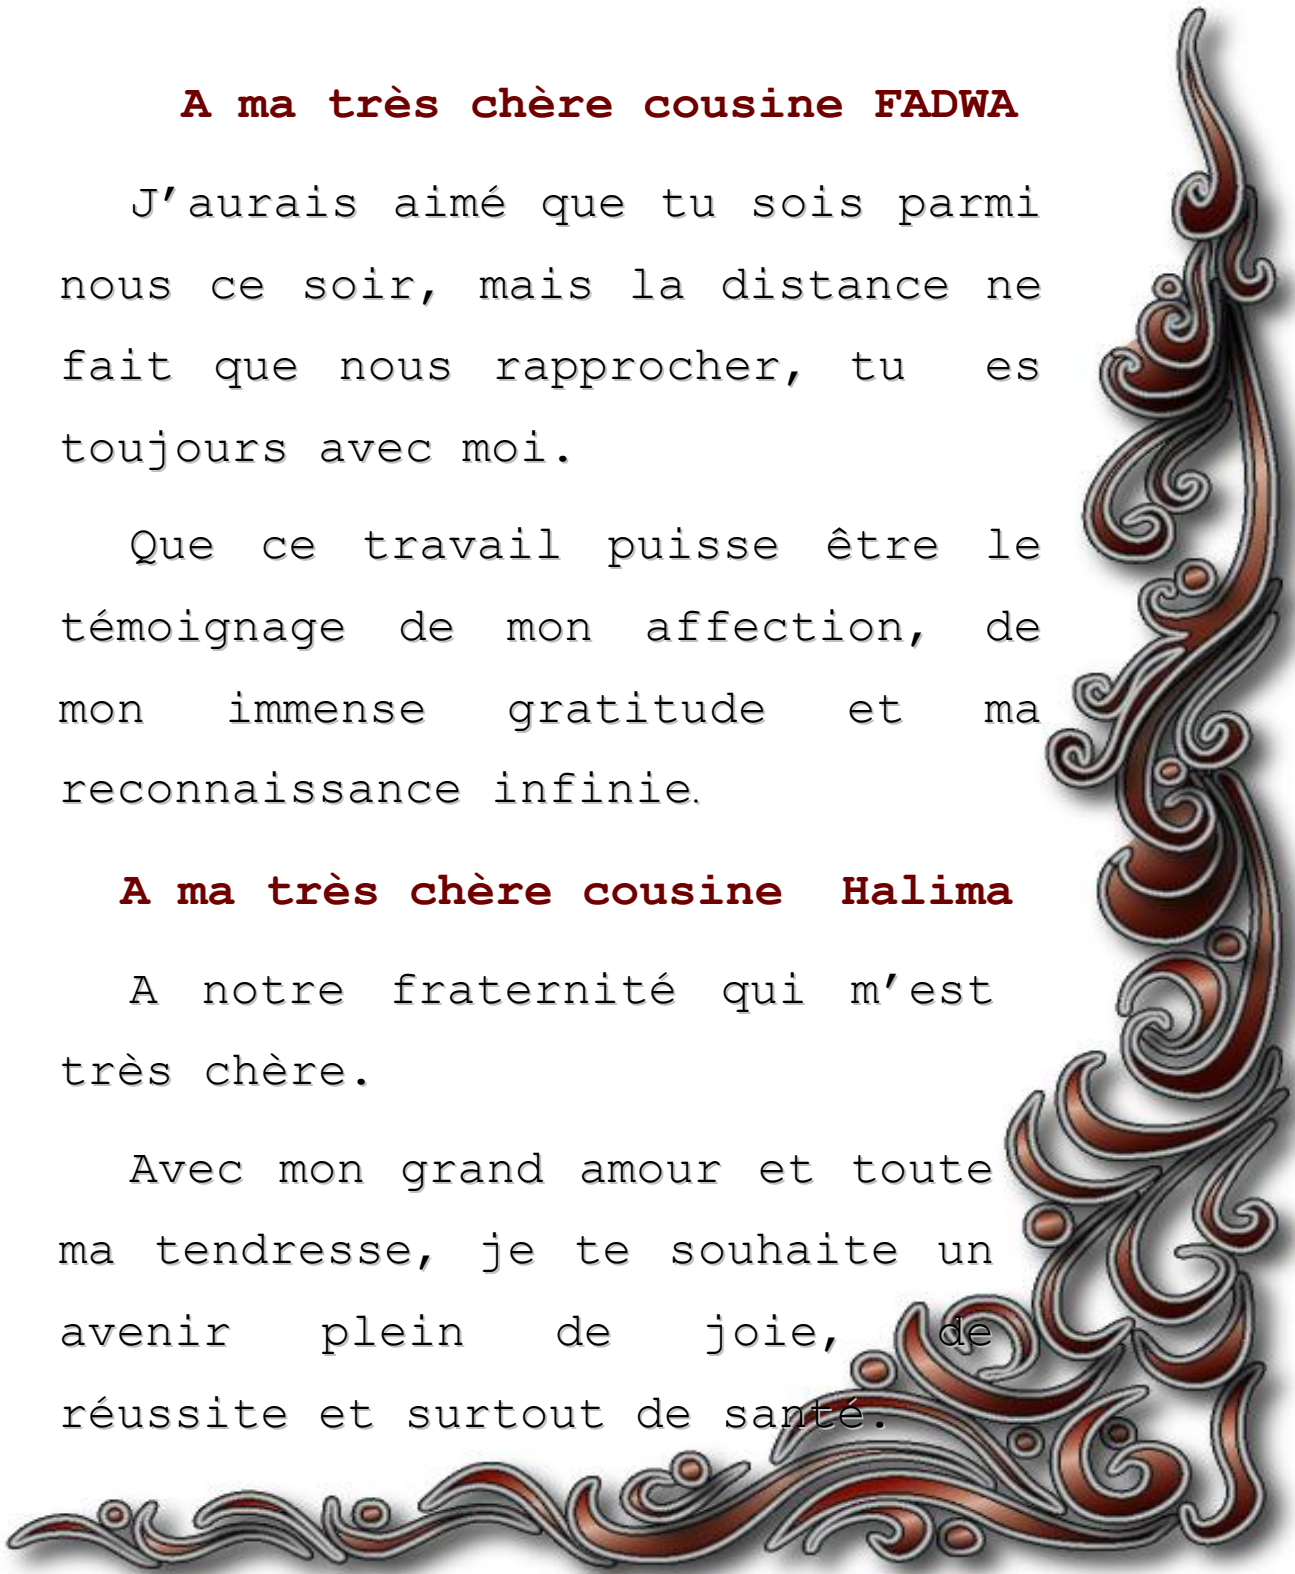 A ma très chère cousine FADWA
J’aurais aimé que tu sois parmi
nous ce soir, mais la distance ne
fait que nous rapprocher, tu es
toujours avec moi.
Que ce travail puisse être le
témoignage de mon affection, de
mon immense gratitude et ma
reconnaissance infinie.
A ma très chère cousine Halima
A notre fraternité qui m’est
très chère.
Avec mon grand amour et toute
ma tendresse, je te souhaite un
avenir plein de joie, de
réussite et surtout de santé.